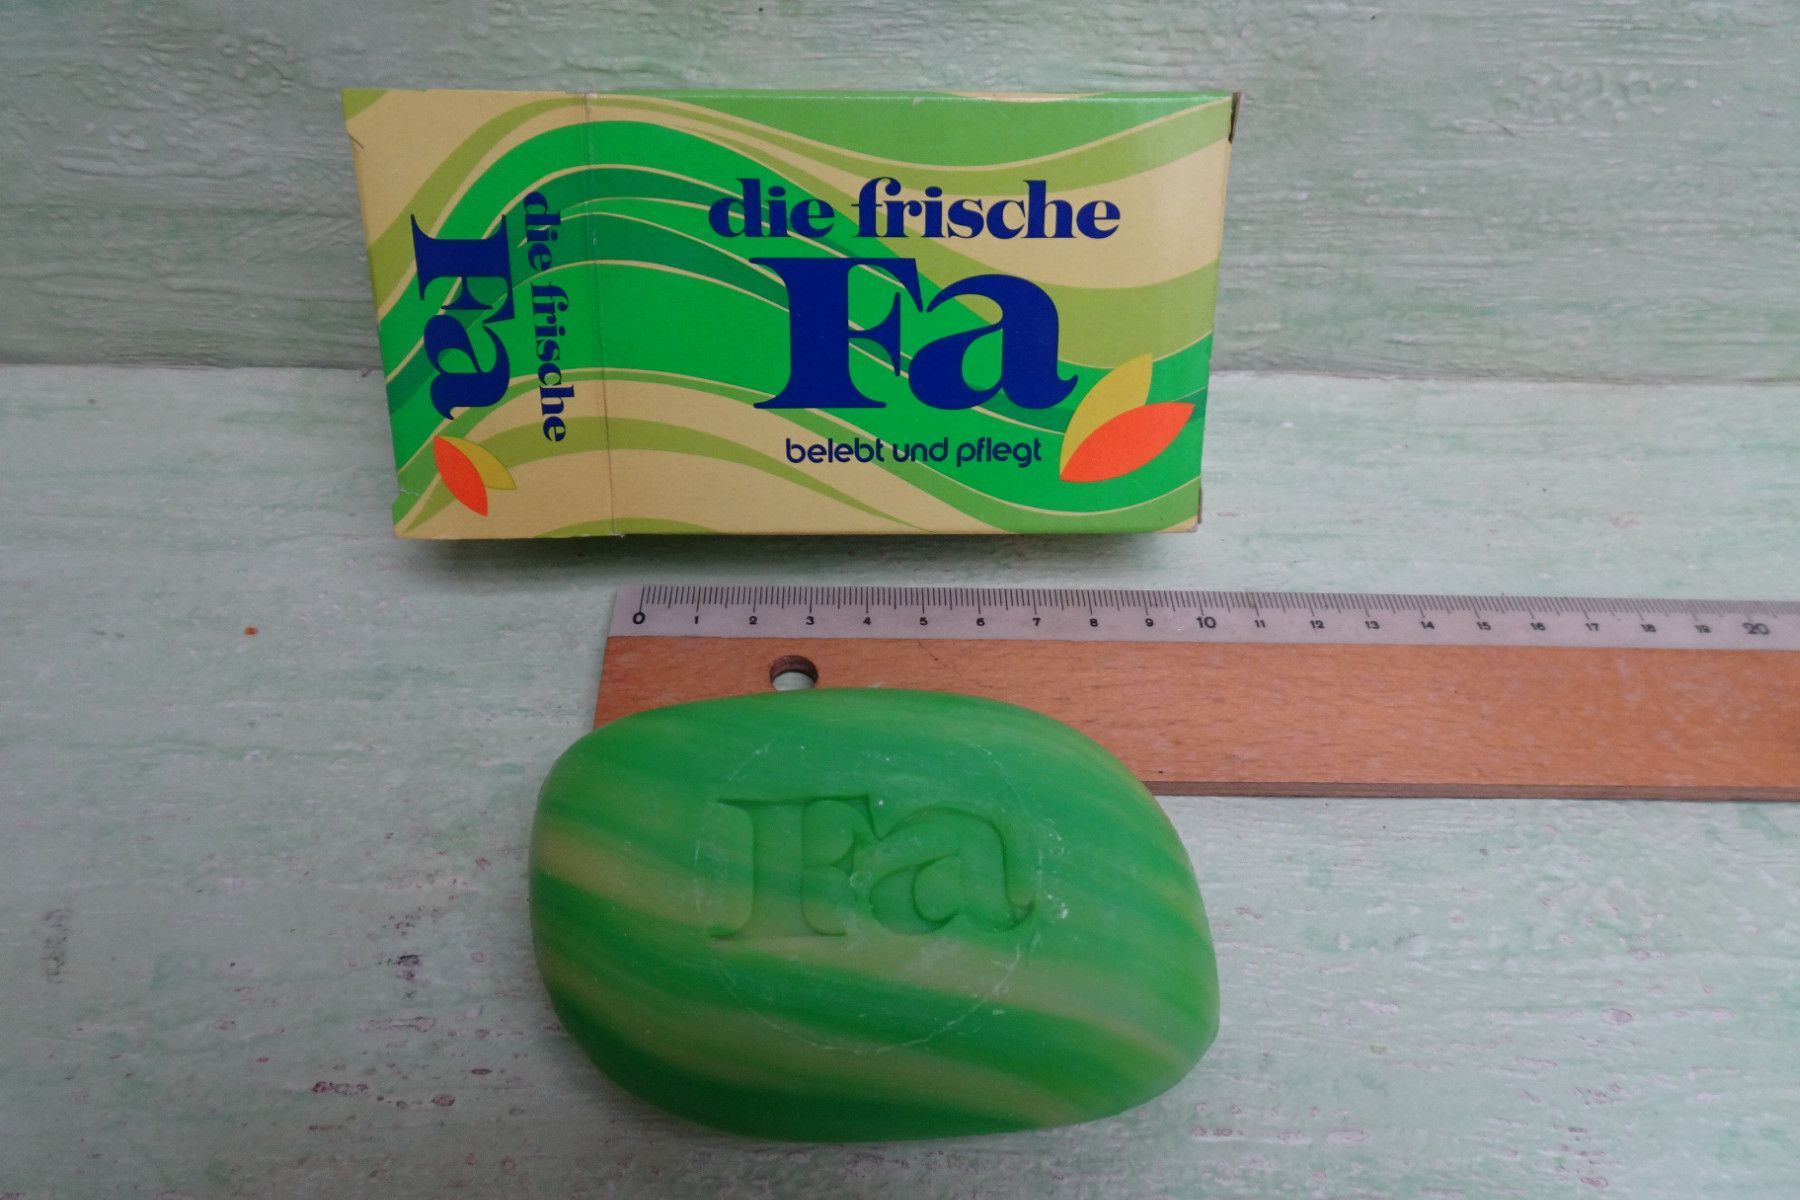 die frische
Fa
die frische
Fa
belebt und pflegt
0 1 2 3 4 5 6 7 8 9 10 11 12 13 14 15 16 17 18 19 20
Fa